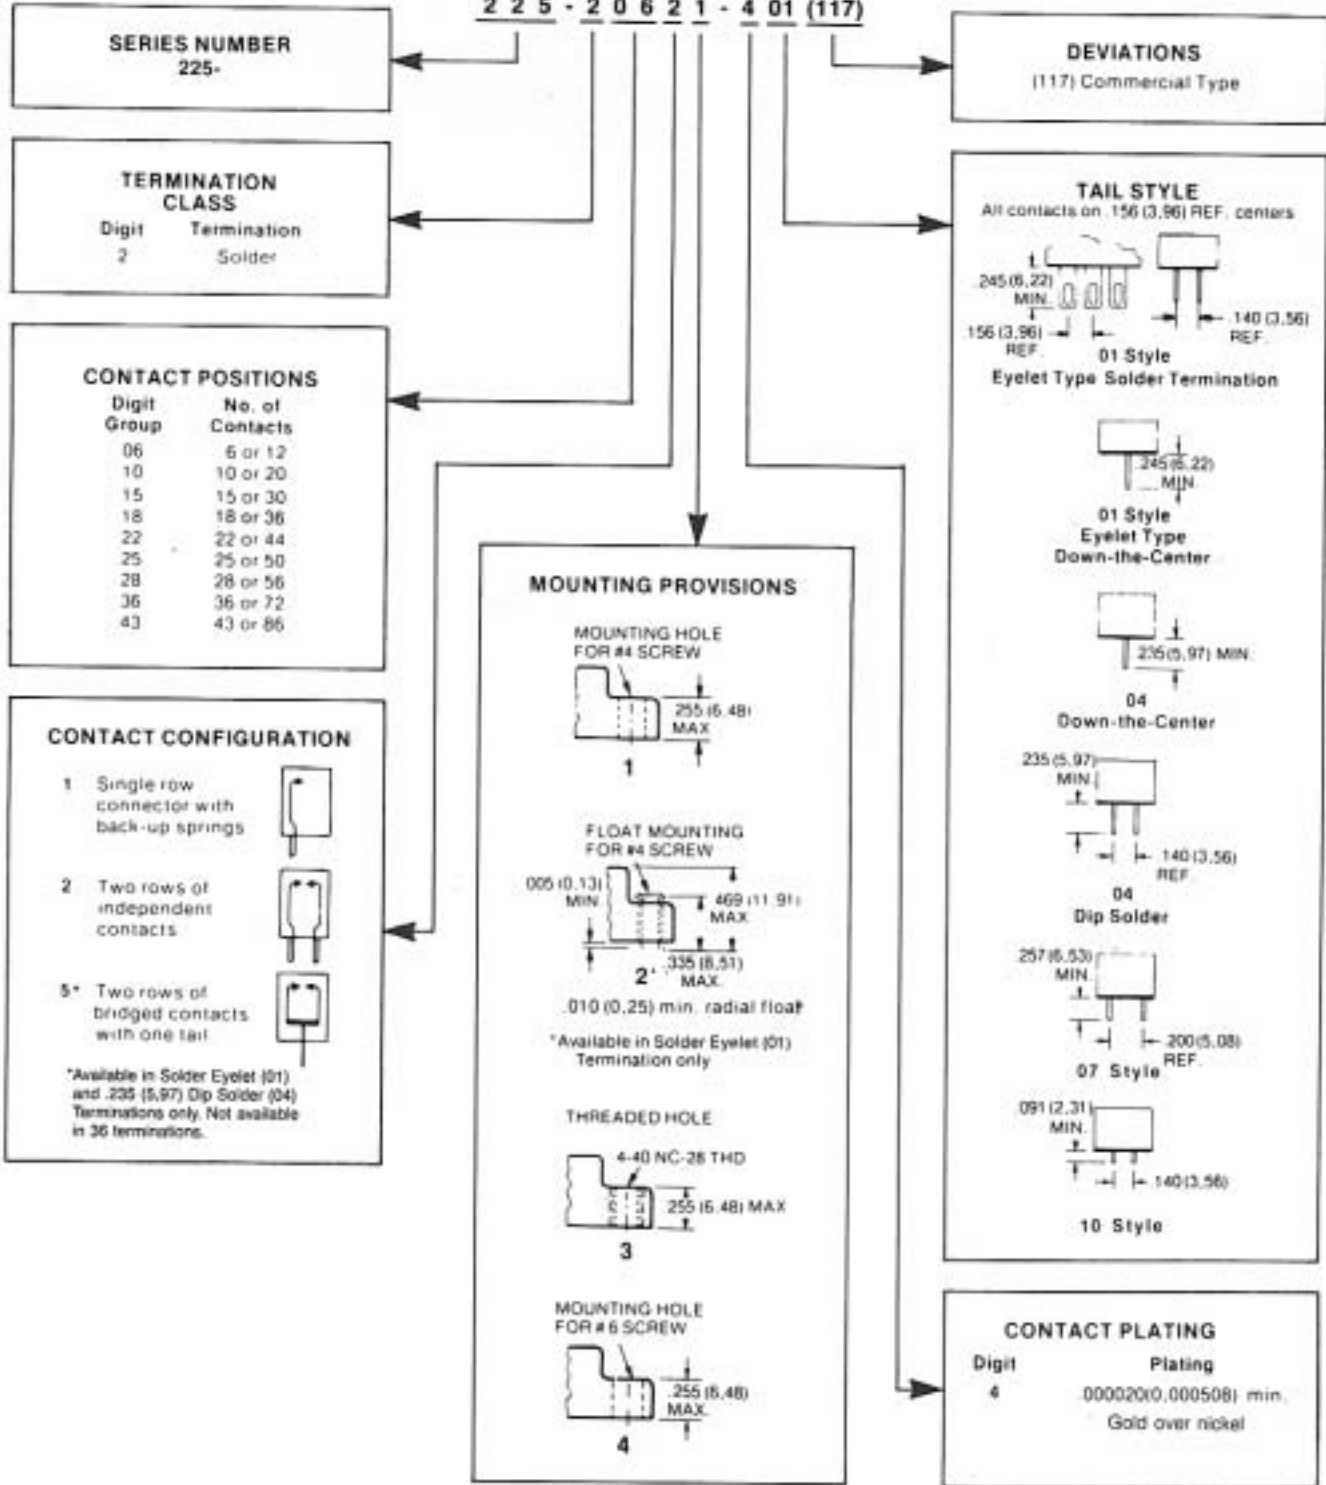 225-20621-401(117)
SERIES NUMBER
225-
TERMINATION
CLASS
Digit Termination
2 Solder
CONTACT POSITIONS
Digit No. of
Group Contacts
06 6 or 12
10 10 or 20
15 15 or 30
18 18 or 36
22 22 or 44
25 25 or 50
28 28 or 56
36 36 or 72
43 43 or 86
CONTACT CONFIGURATION
1 Single row
connector with
back-up springs
2 Two rows of
independent
contacts
5* Two rows of
bridged contacts
with one tail
*Available in Solder Eyelet (01)
and .235 (5,97) Dip Solder (04)
Terminations only. Not available
in 36 terminations.
MOUNTING PROVISIONS
MOUNTING HOLE
FOR #4 SCREW
.255 (6,48)
MAX
1
FLOAT MOUNTING
FOR #4 SCREW
.005 (0,13)
MIN
.469 (11,91)
MAX
.335 (8,51)
MAX.
2*
.010 (0,25) min. radial float
*Available in Solder Eyelet (01)
Termination only
THREADED HOLE
4-40 NC-28 THD
.255 (6,48) MAX
3
MOUNTING HOLE
FOR #6 SCREW
.255 (6,48)
MAX.
4
DEVIATIONS
(117) Commercial Type
TAIL STYLE
All contacts on .156 (3,96) REF. centers
.245 (6,22)
MIN.
.156 (3,96)
REF.
.140 (3,56)
REF.
01 Style
Eyelet Type Solder Termination
.245 (6,22)
MIN
01 Style
Eyelet Type
Down-the-Center
.235 (5,97) MIN.
04
Down-the-Center
.235 (5,97)
MIN.
.140 (3,56)
REF.
04
Dip Solder
.257 (6,53)
MIN.
.200 (5,08)
REF.
07 Style
.091 (2,31)
MIN.
.140 (3,56)
10 Style
CONTACT PLATING
Digit Plating
4 .000020(0,000508) min.
Gold over nickel